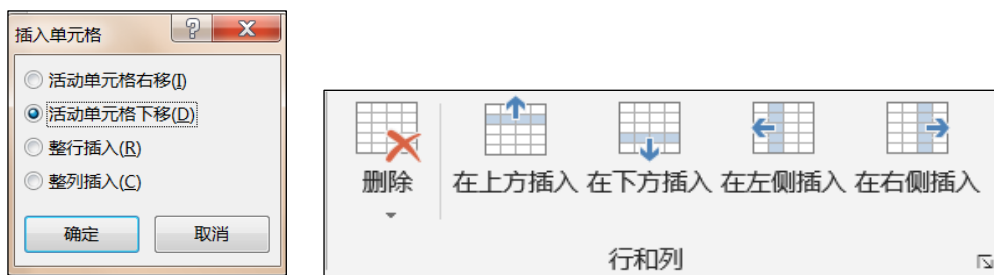 插入单元格
活动单元格右移(I)
活动单元格下移(D)
整行插入(R)
整列插入(C)
确定 取消
删除 在上方插入 在下方插入 在左侧插入 在右侧插入
行和列